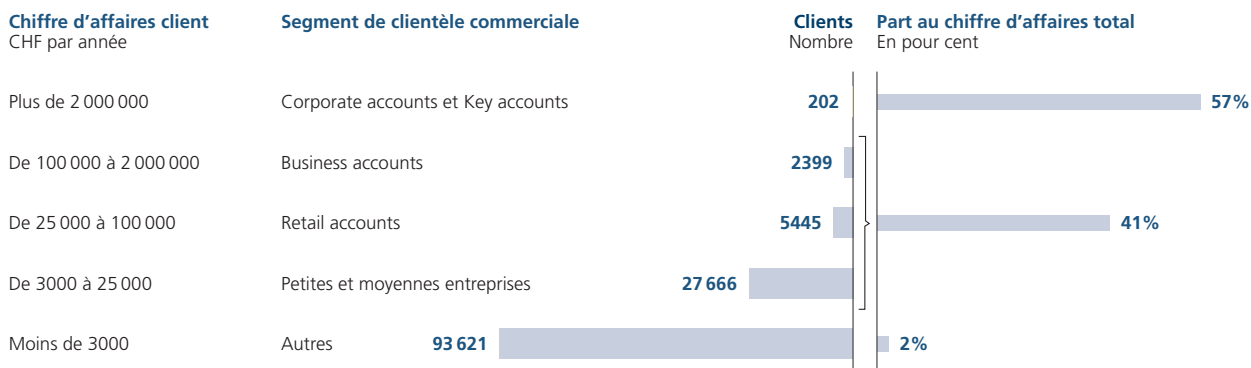 Chiffre d’affaires client Segment de clientèle commerciale Clients Part au chiffre d’affaires total
CHF par année Nombre En pour cent
Plus de 2 000 000 Corporate accounts et Key accounts 202 57%
De 100 000 à 2 000 000 Business accounts 2399
De 25 000 à 100 000 Retail accounts 5445 41%
De 3000 à 25 000 Petites et moyennes entreprises 27 666
Moins de 3000 Autres 93 621 2%